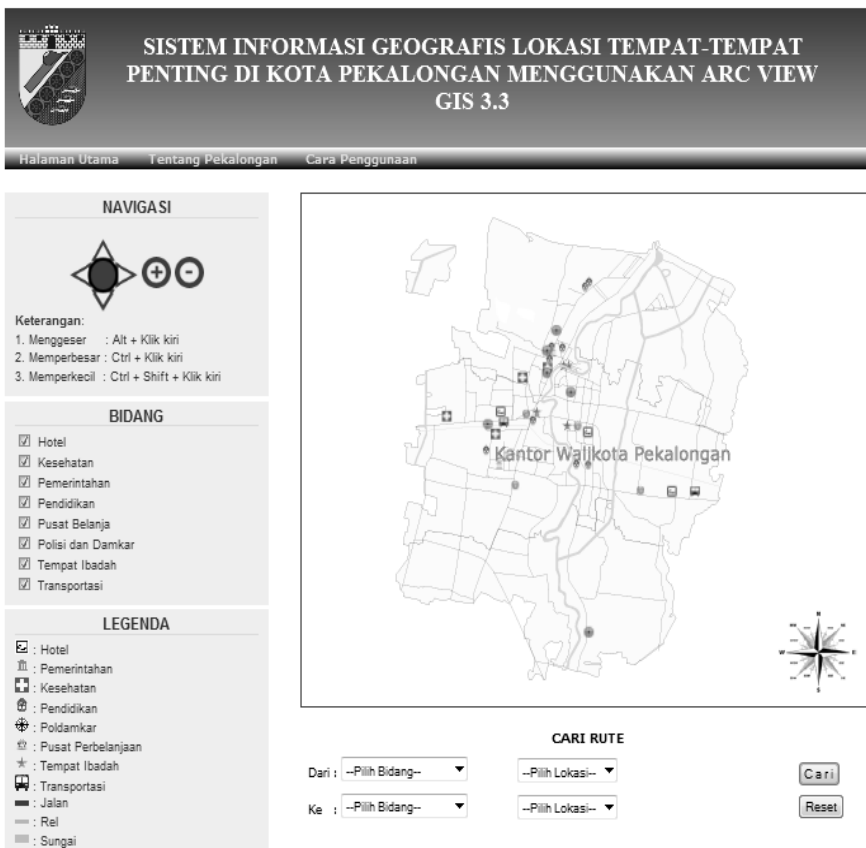 SISTEM INFORMASI GEOGRAFIS LOKASI TEMPAT-TEMPAT
PENTING DI KOTA PEKALONGAN MENGGUNAKAN ARC VIEW
GIS 3.3
Halaman Utama Tentang Pekalongan Cara Penggunaan
NAVIGASI
Keterangan:
1. Menggeser : Alt + Klik kiri
2. Memperbesar : Ctrl + Klik kiri
3. Memperkecil : Ctrl + Shift + Klik kiri
BIDANG
Hotel
Kesehatan
Pemerintahan
Pendidikan
Pusat Belanja
Polisi dan Damkar
Tempat Ibadah
Transportasi
LEGENDA
: Hotel
: Pemerintahan
: Kesehatan
: Pendidikan
: Poldamkar
: Pusat Perbelanjaan
: Tempat Ibadah
: Transportasi
: Jalan
: Rel
: Sungai
Kantor Walikota Pekalongan
N
W E
S
CARI RUTE
Dari : --Pilih Bidang-- --Pilih Lokasi-- Cari
Ke : --Pilih Bidang-- --Pilih Lokasi-- Reset